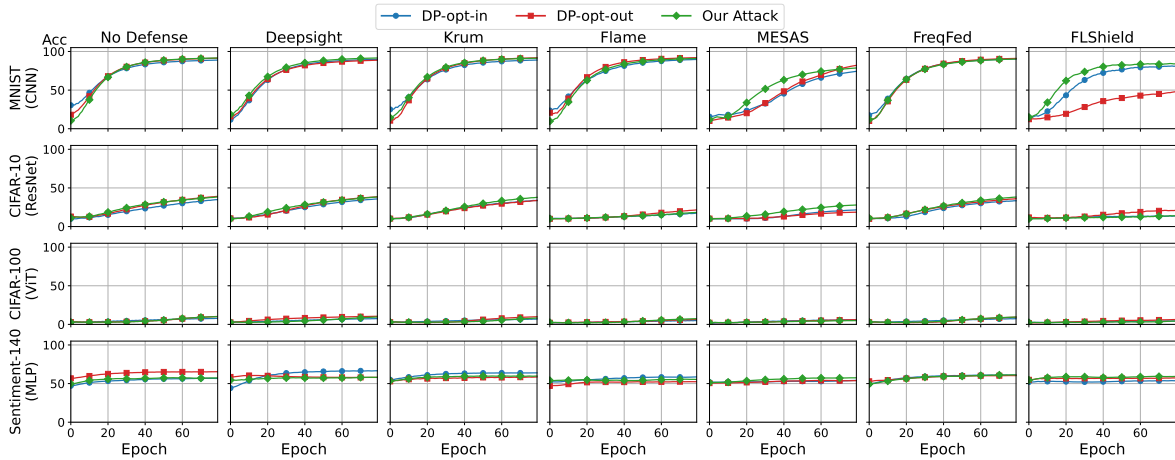 DP-opt-in DP-opt-out Our Attack
Acc No Defense Deepsight Krum Flame MESAS FreqFed FLShield
MNIST
(CNN)
100
50
0
CIFAR-10
(ResNet)
100
50
0
CIFAR-100
(ViT)
100
50
0
Sentiment-140
(MLP)
100
50
0
0 20 40 60 0 20 40 60 0 20 40 60 0 20 40 60 0 20 40 60 0 20 40 60 0 20 40 60
Epoch Epoch Epoch Epoch Epoch Epoch Epoch